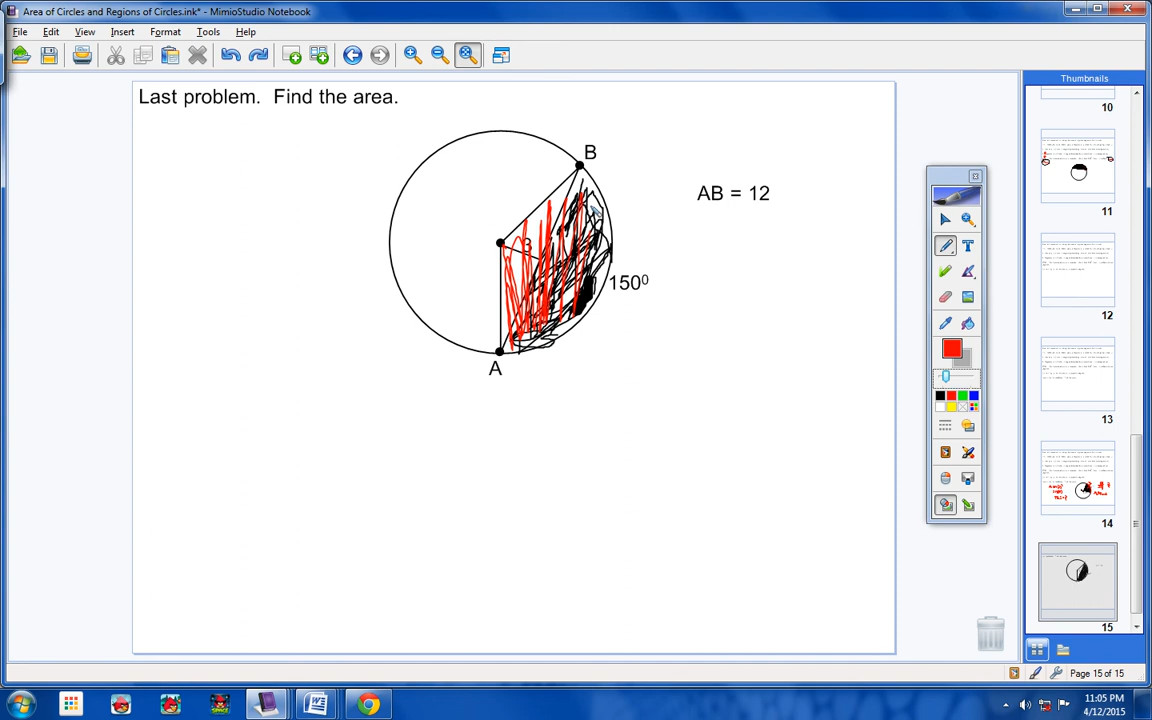 Area of Circles and Regions of Circles.ink* - MimioStudio Notebook
File Edit View Insert Format Tools Help
Thumbnails
Last problem. Find the area.
B
AB = 12
3
150⁰
A
10
11
12
13
14
15
Page 15 of 15
11:05 PM
4/12/2015